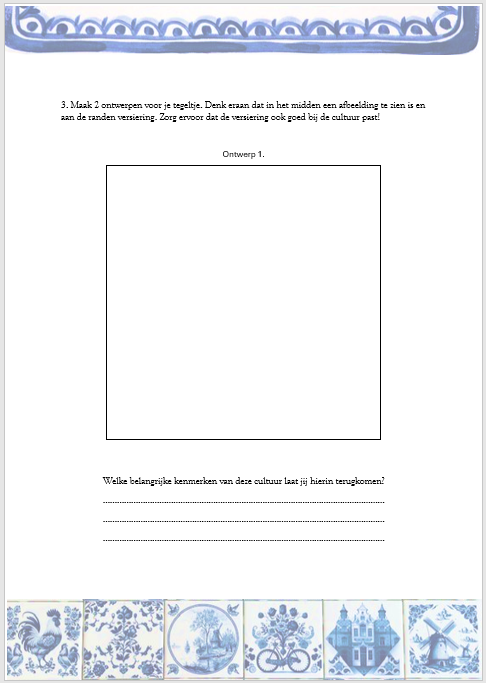 3. Maak 2 ontwerpen voor je tegeltje. Denk eraan dat in het midden een afbeelding te zien is en
aan de randen versiering. Zorg ervoor dat de versiering ook goed bij de cultuur past!
Ontwerp 1.
Welke belangrijke kenmerken van deze cultuur laat jij hierin terugkomen?